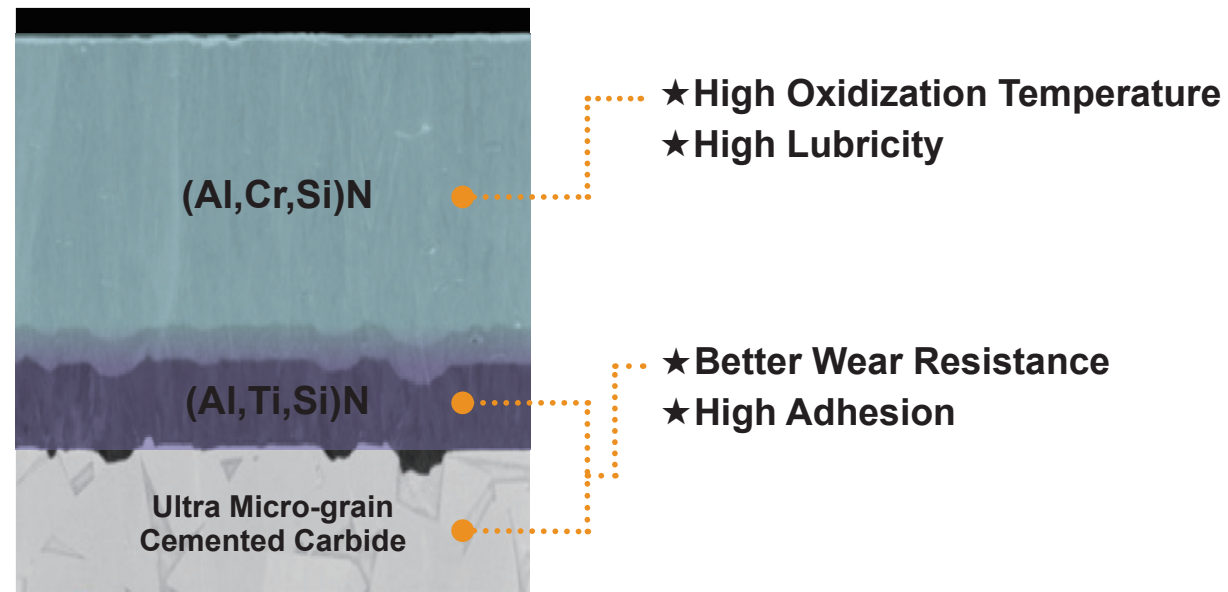 (Al,Cr,Si)N
★High Oxidization Temperature
★High Lubricity
(Al,Ti,Si)N
Ultra Micro-grain
Cemented Carbide
★Better Wear Resistance
★High Adhesion